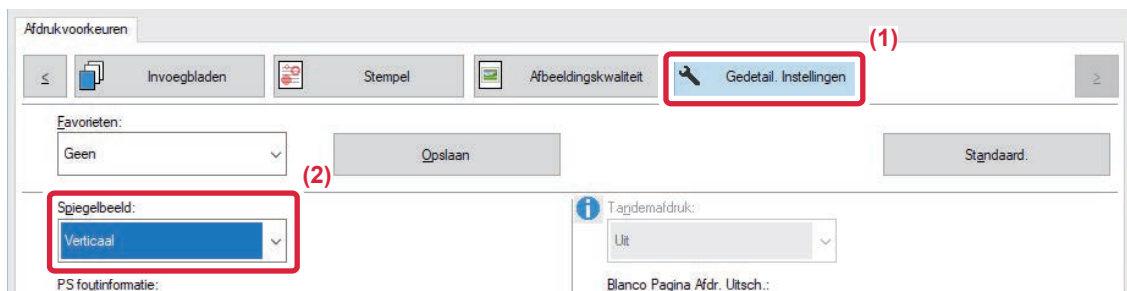 Afdrukvoorkeuren
(1)
< Invoegbladen Stempel Afbeeldingskwaliteit Gedetail. Instellingen >
Favorieten:
Geen Opslaan Standaard.
(2)
Spiegelbeeld: Tandemafdruk:
Verticaal Uit
PS foutinformatie: Blanco Pagina Afdr. Uitsch.: